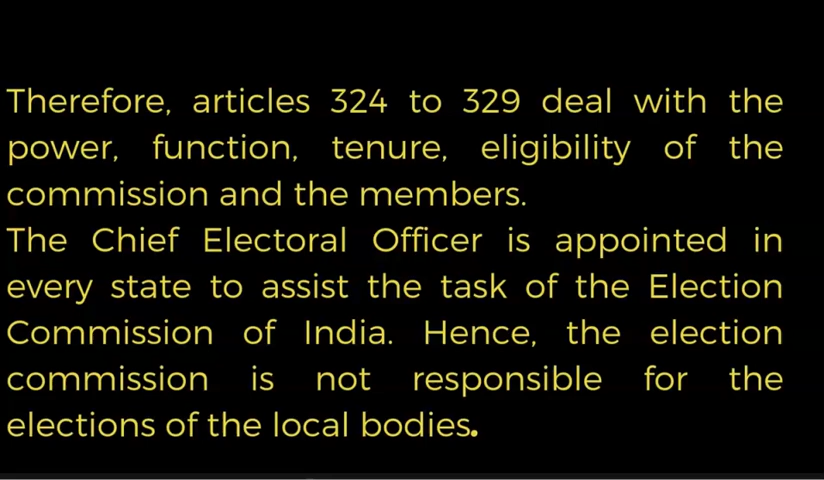 Therefore, articles 324 to 329 deal with the
power, function, tenure, eligibility of the
commission and the members.
The Chief Electoral Officer is appointed in
every state to assist the task of the Election
Commission of India. Hence, the election
commission is not responsible for the
elections of the local bodies.